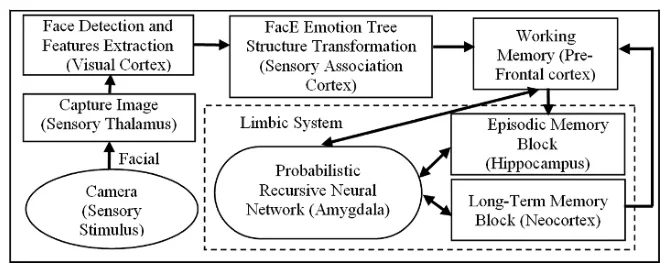 Face Detection and
Features Extraction
(Visual Cortex)
FacE Emotion Tree
Structure Transformation
(Sensory Association
Cortex)
Working
Memory (Pre-
Frontal cortex)
Capture Image
(Sensory Thalamus)
Facial
Camera
(Sensory
Stimulus)
Limbic System
Probabilistic
Recursive Neural
Network (Amygdala)
Episodic Memory
Block
(Hippocampus)
Long-Term Memory
Block (Neocortex)